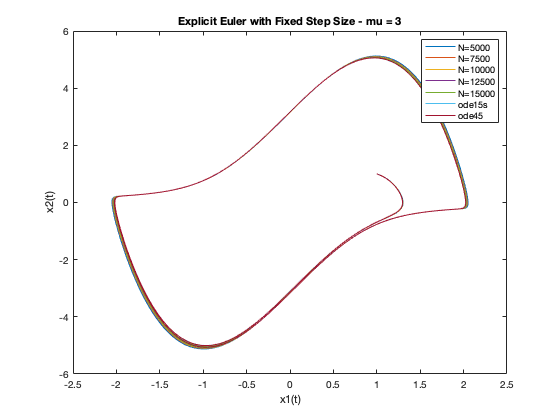 Explicit Euler with Fixed Step Size - mu = 3
6
4
2
0
-2
-4
-6
x2(t)
-2.5 -2 -1.5 -1 -0.5 0 0.5 1 1.5 2 2.5
x1(t)
N=5000
N=7500
N=10000
N=12500
N=15000
ode15s
ode45